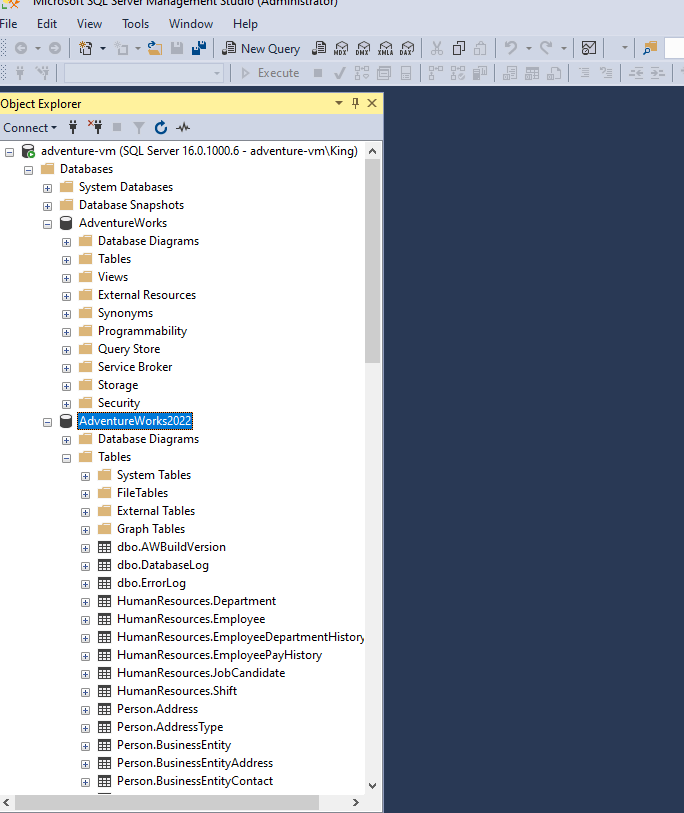 Microsoft SQL Server Management Studio (Administrator)
File Edit View Tools Window Help
New Query MDX DMX XMLA DAX
Execute
Object Explorer
Connect
adventure-vm (SQL Server 16.0.1000.6 - adventure-vm\King)
Databases
System Databases
Database Snapshots
AdventureWorks
Database Diagrams
Tables
Views
External Resources
Synonyms
Programmability
Query Store
Service Broker
Storage
Security
AdventureWorks2022
Database Diagrams
Tables
System Tables
FileTables
External Tables
Graph Tables
dbo.AWBuildVersion
dbo.DatabaseLog
dbo.ErrorLog
HumanResources.Department
HumanResources.Employee
HumanResources.EmployeeDepartmentHistory
HumanResources.EmployeePayHistory
HumanResources.JobCandidate
HumanResources.Shift
Person.Address
Person.AddressType
Person.BusinessEntity
Person.BusinessEntityAddress
Person.BusinessEntityContact